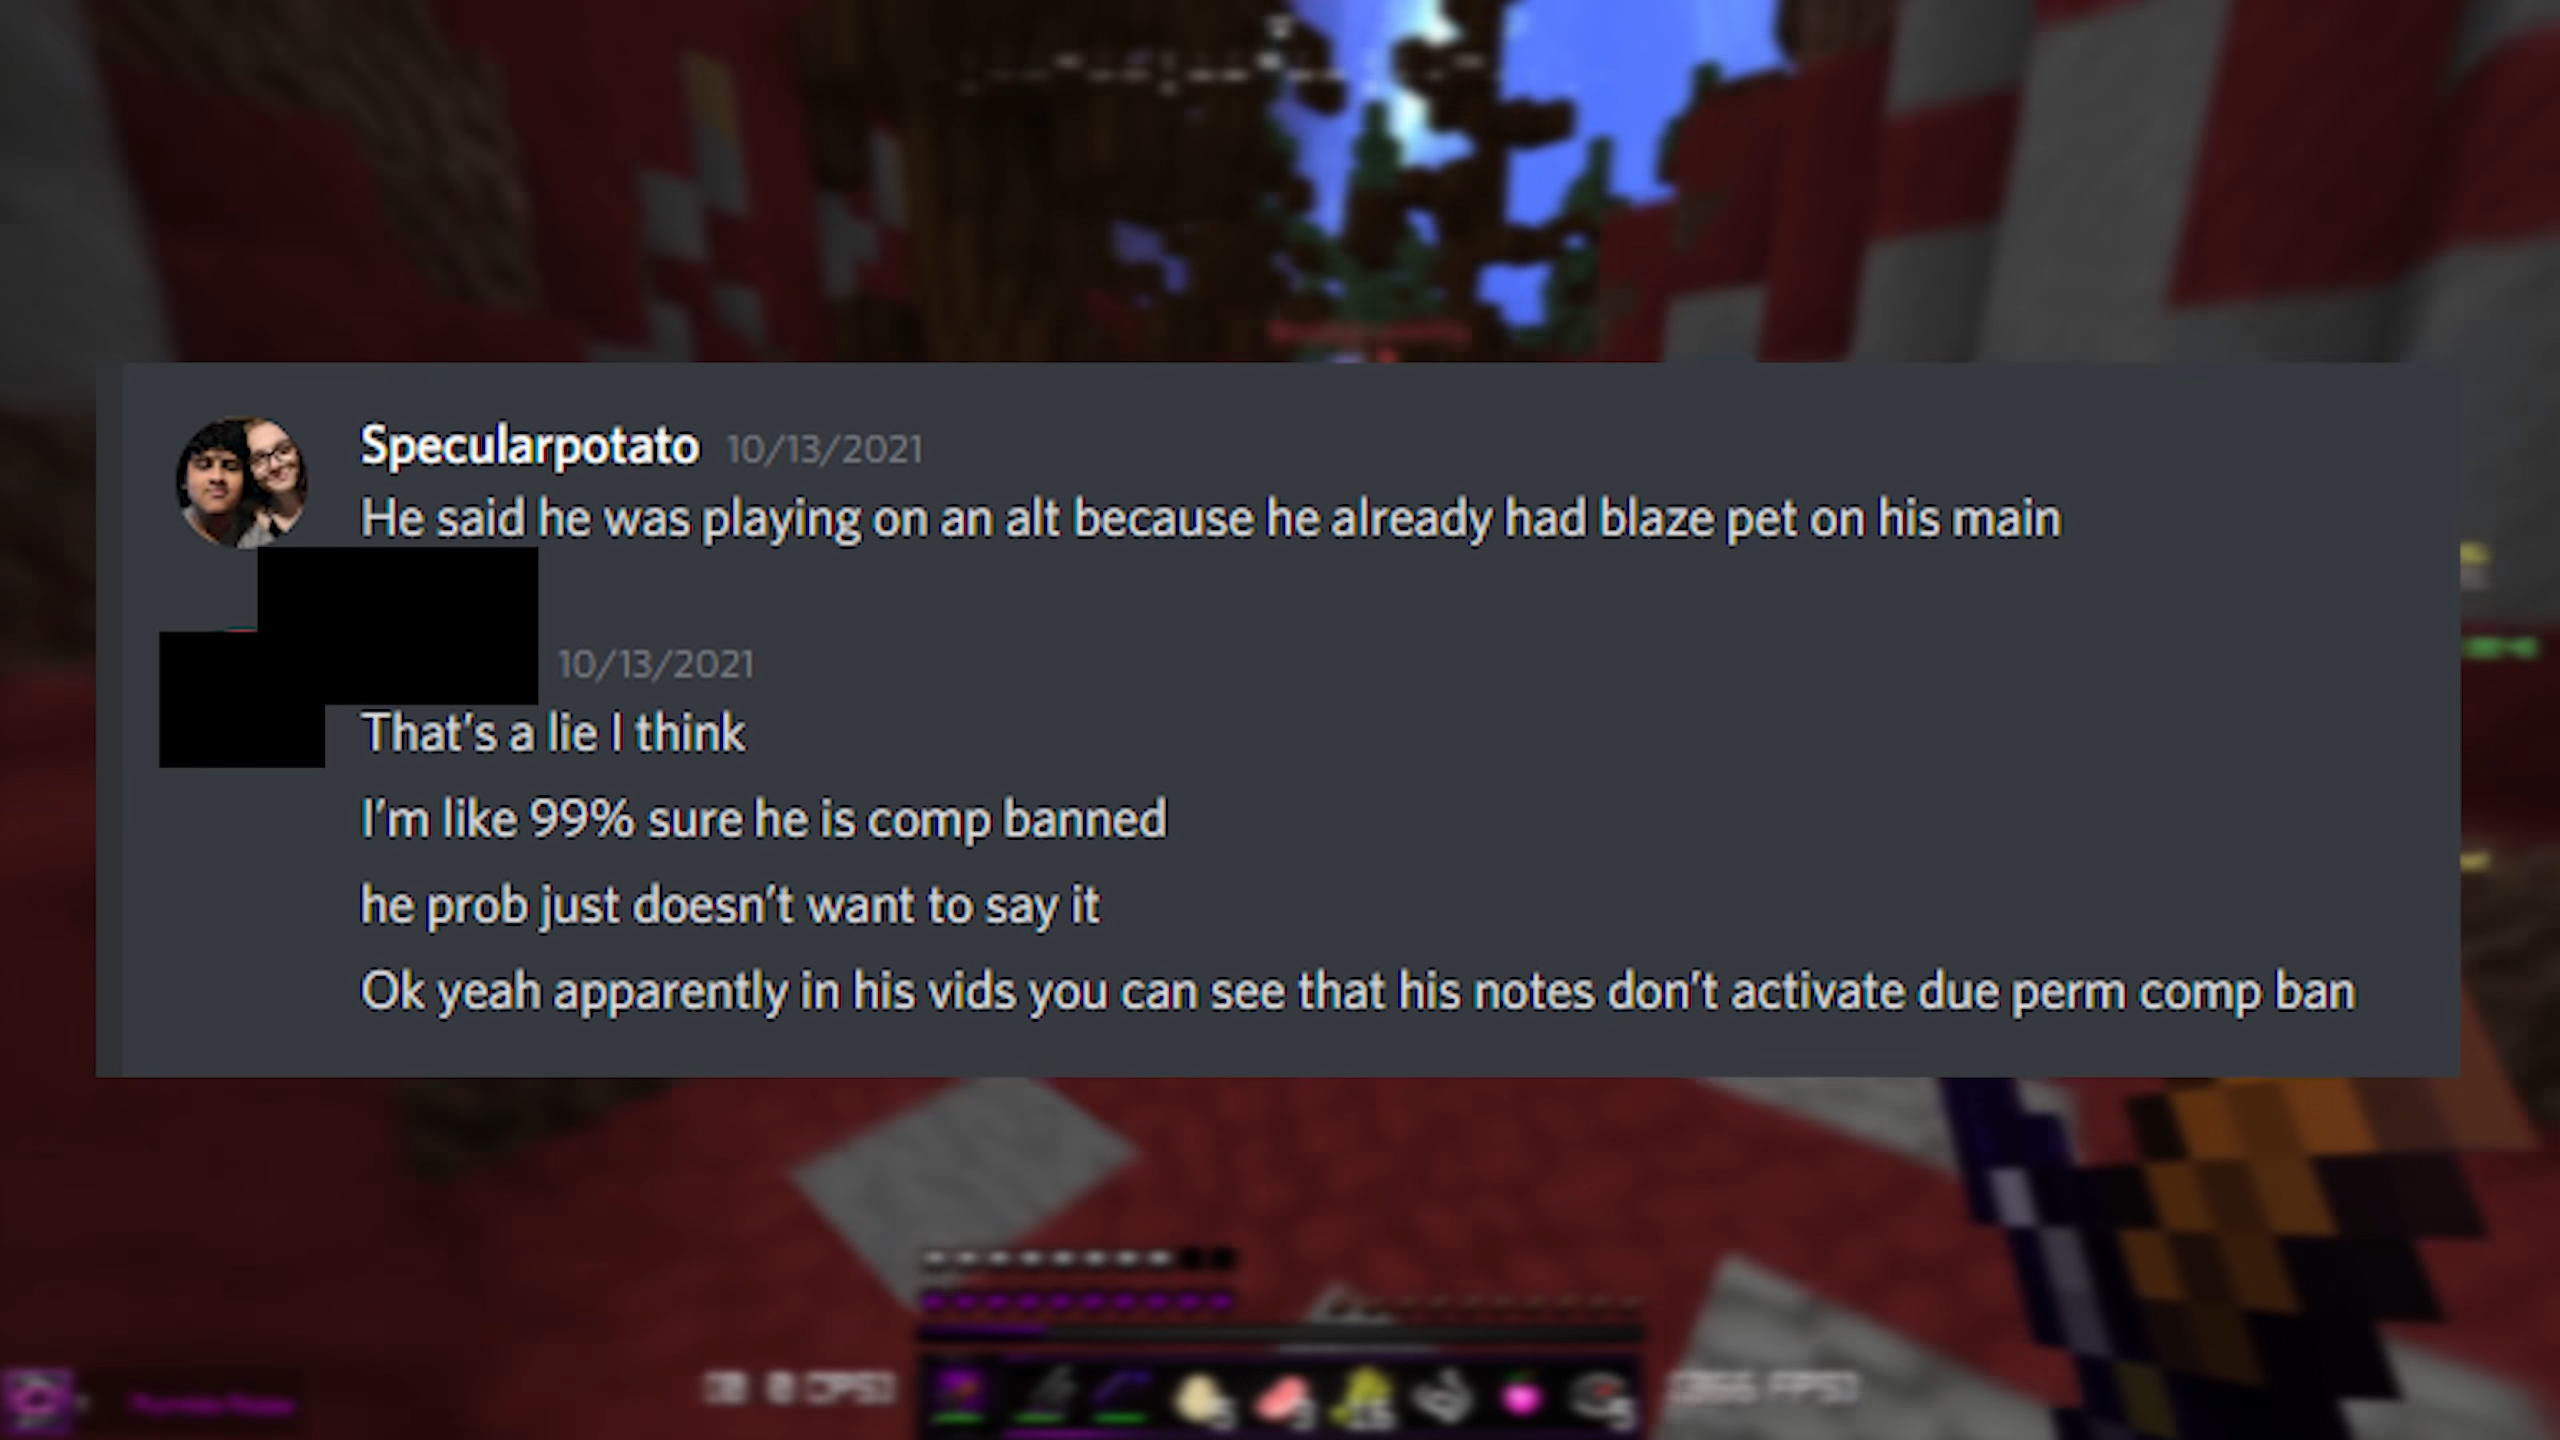 Specularpotato 10/13/2021
He said he was playing on an alt because he already had blaze pet on his main
10/13/2021
That's a lie I think
I'm like 99% sure he is comp banned
he prob just doesn't want to say it
Ok yeah apparently in his vids you can see that his notes don't activate due perm comp ban